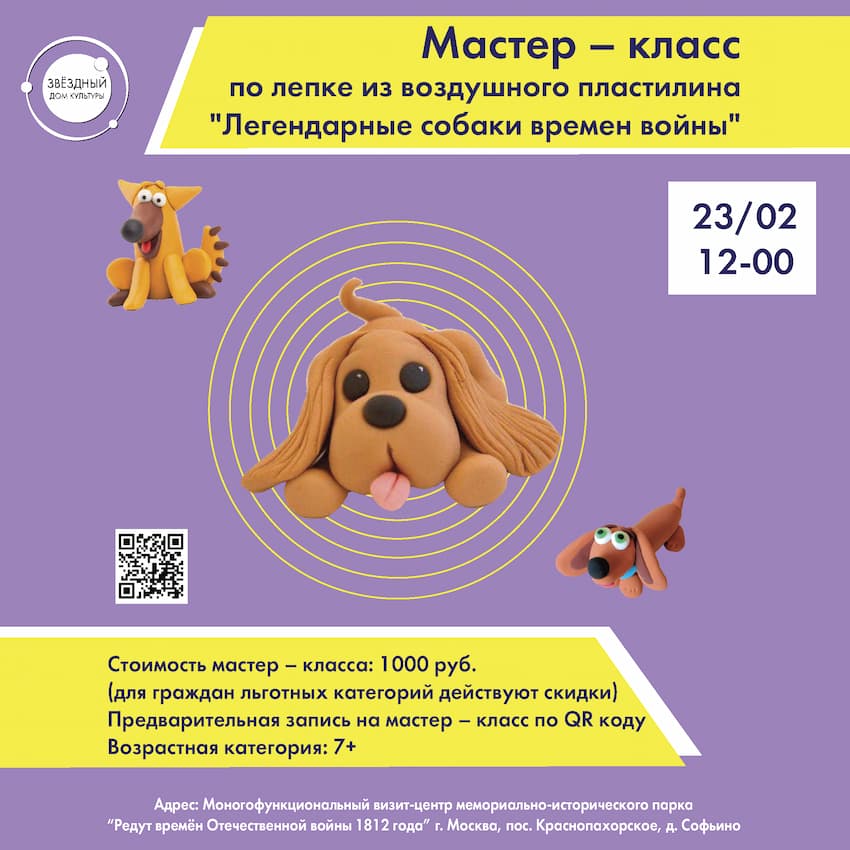 Мастер – класс
по лепке из воздушного пластилина
"Легендарные собаки времен войны"
ЗВЁЗДНЫЙ
ДОМ КУЛЬТУРЫ
23/02
12-00
Стоимость мастер – класса: 1000 руб.
(для граждан льготных категорий действуют скидки)
Предварительная запись на мастер – класс по QR коду
Возрастная категория: 7+
Адрес: Моногофункциональный визит-центр мемориально-исторического парка
“Редут времён Отечественной войны 1812 года” г. Москва, пос. Краснопахорское, д. Софьино